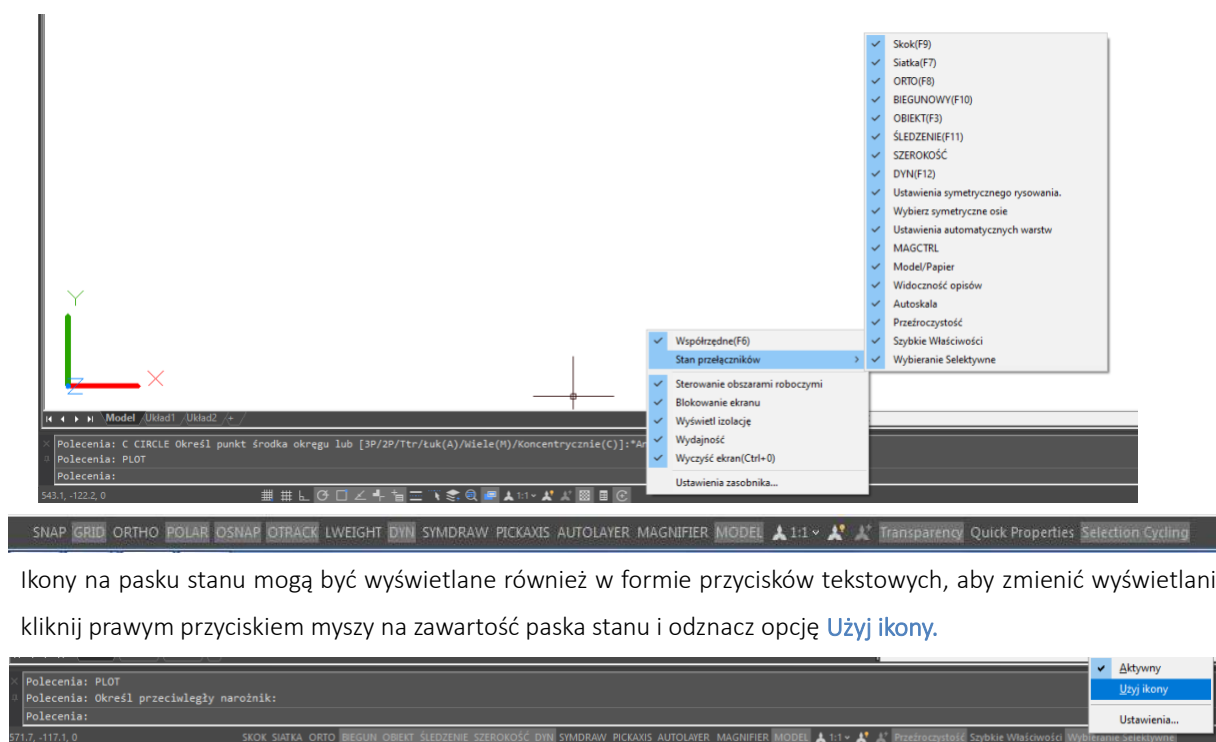 Skok(F9)
Siatka(F7)
ORTO(F8)
BIEGUNOWY(F10)
OBIEKT(F3)
ŚLEDZENIE(F11)
SZEROKOŚĆ
DYN(F12)
Ustawienia symetrycznego rysowania.
Wybierz symetryczne osie
Ustawienia automatycznych warstw
MAGCTRL
Model/Papier
Widoczność opisów
Autoskala
Przeźroczystość
Szybkie Właściwości
Wybieranie Selektywne
Współrzędne(F6)
Stan przełączników
Sterowanie obszarami roboczymi
Blokowanie ekranu
Wyświetl izolację
Wydajność
Wyczyść ekran(Ctrl+0)
Ustawienia zasobnika...
Y
X
Z
Model Układ1 Układ2 +
Polecenia: C CIRCLE Określ punkt środka okręgu lub [3P/2P/Ttr/Łuk(A)/Wiele(M)/Koncentrycznie(C)]:*An
Polecenia: PLOT
Polecenia:
543.1, -122.2, 0 1:1
SNAP GRID ORTHO POLAR OSNAP OTRACK LWEIGHT DYN SYMDRAW PICKAXIS AUTOLAYER MAGNIFIER MODEL 1:1 Transparency Quick Properties Selection Cycling
Ikony na pasku stanu mogą być wyświetlane również w formie przycisków tekstowych, aby zmienić wyświetlani
kliknij prawym przyciskiem myszy na zawartość paska stanu i odznacz opcję Użyj ikony.
Polecenia: PLOT
Polecenia: Określ przeciwległy narożnik:
Polecenia:
Aktywny
Użyj ikony
Ustawienia...
571.7, -117.1, 0 SKOK SIATKA ORTO BIEGUN OBIEKT ŚLEDZENIE SZEROKOŚĆ DYN SYMDRAW PICKAXIS AUTOLAYER MAGNIFIER MODEL 1:1 Przeźroczystość Szybkie Właściwości Wybieranie Selektywne